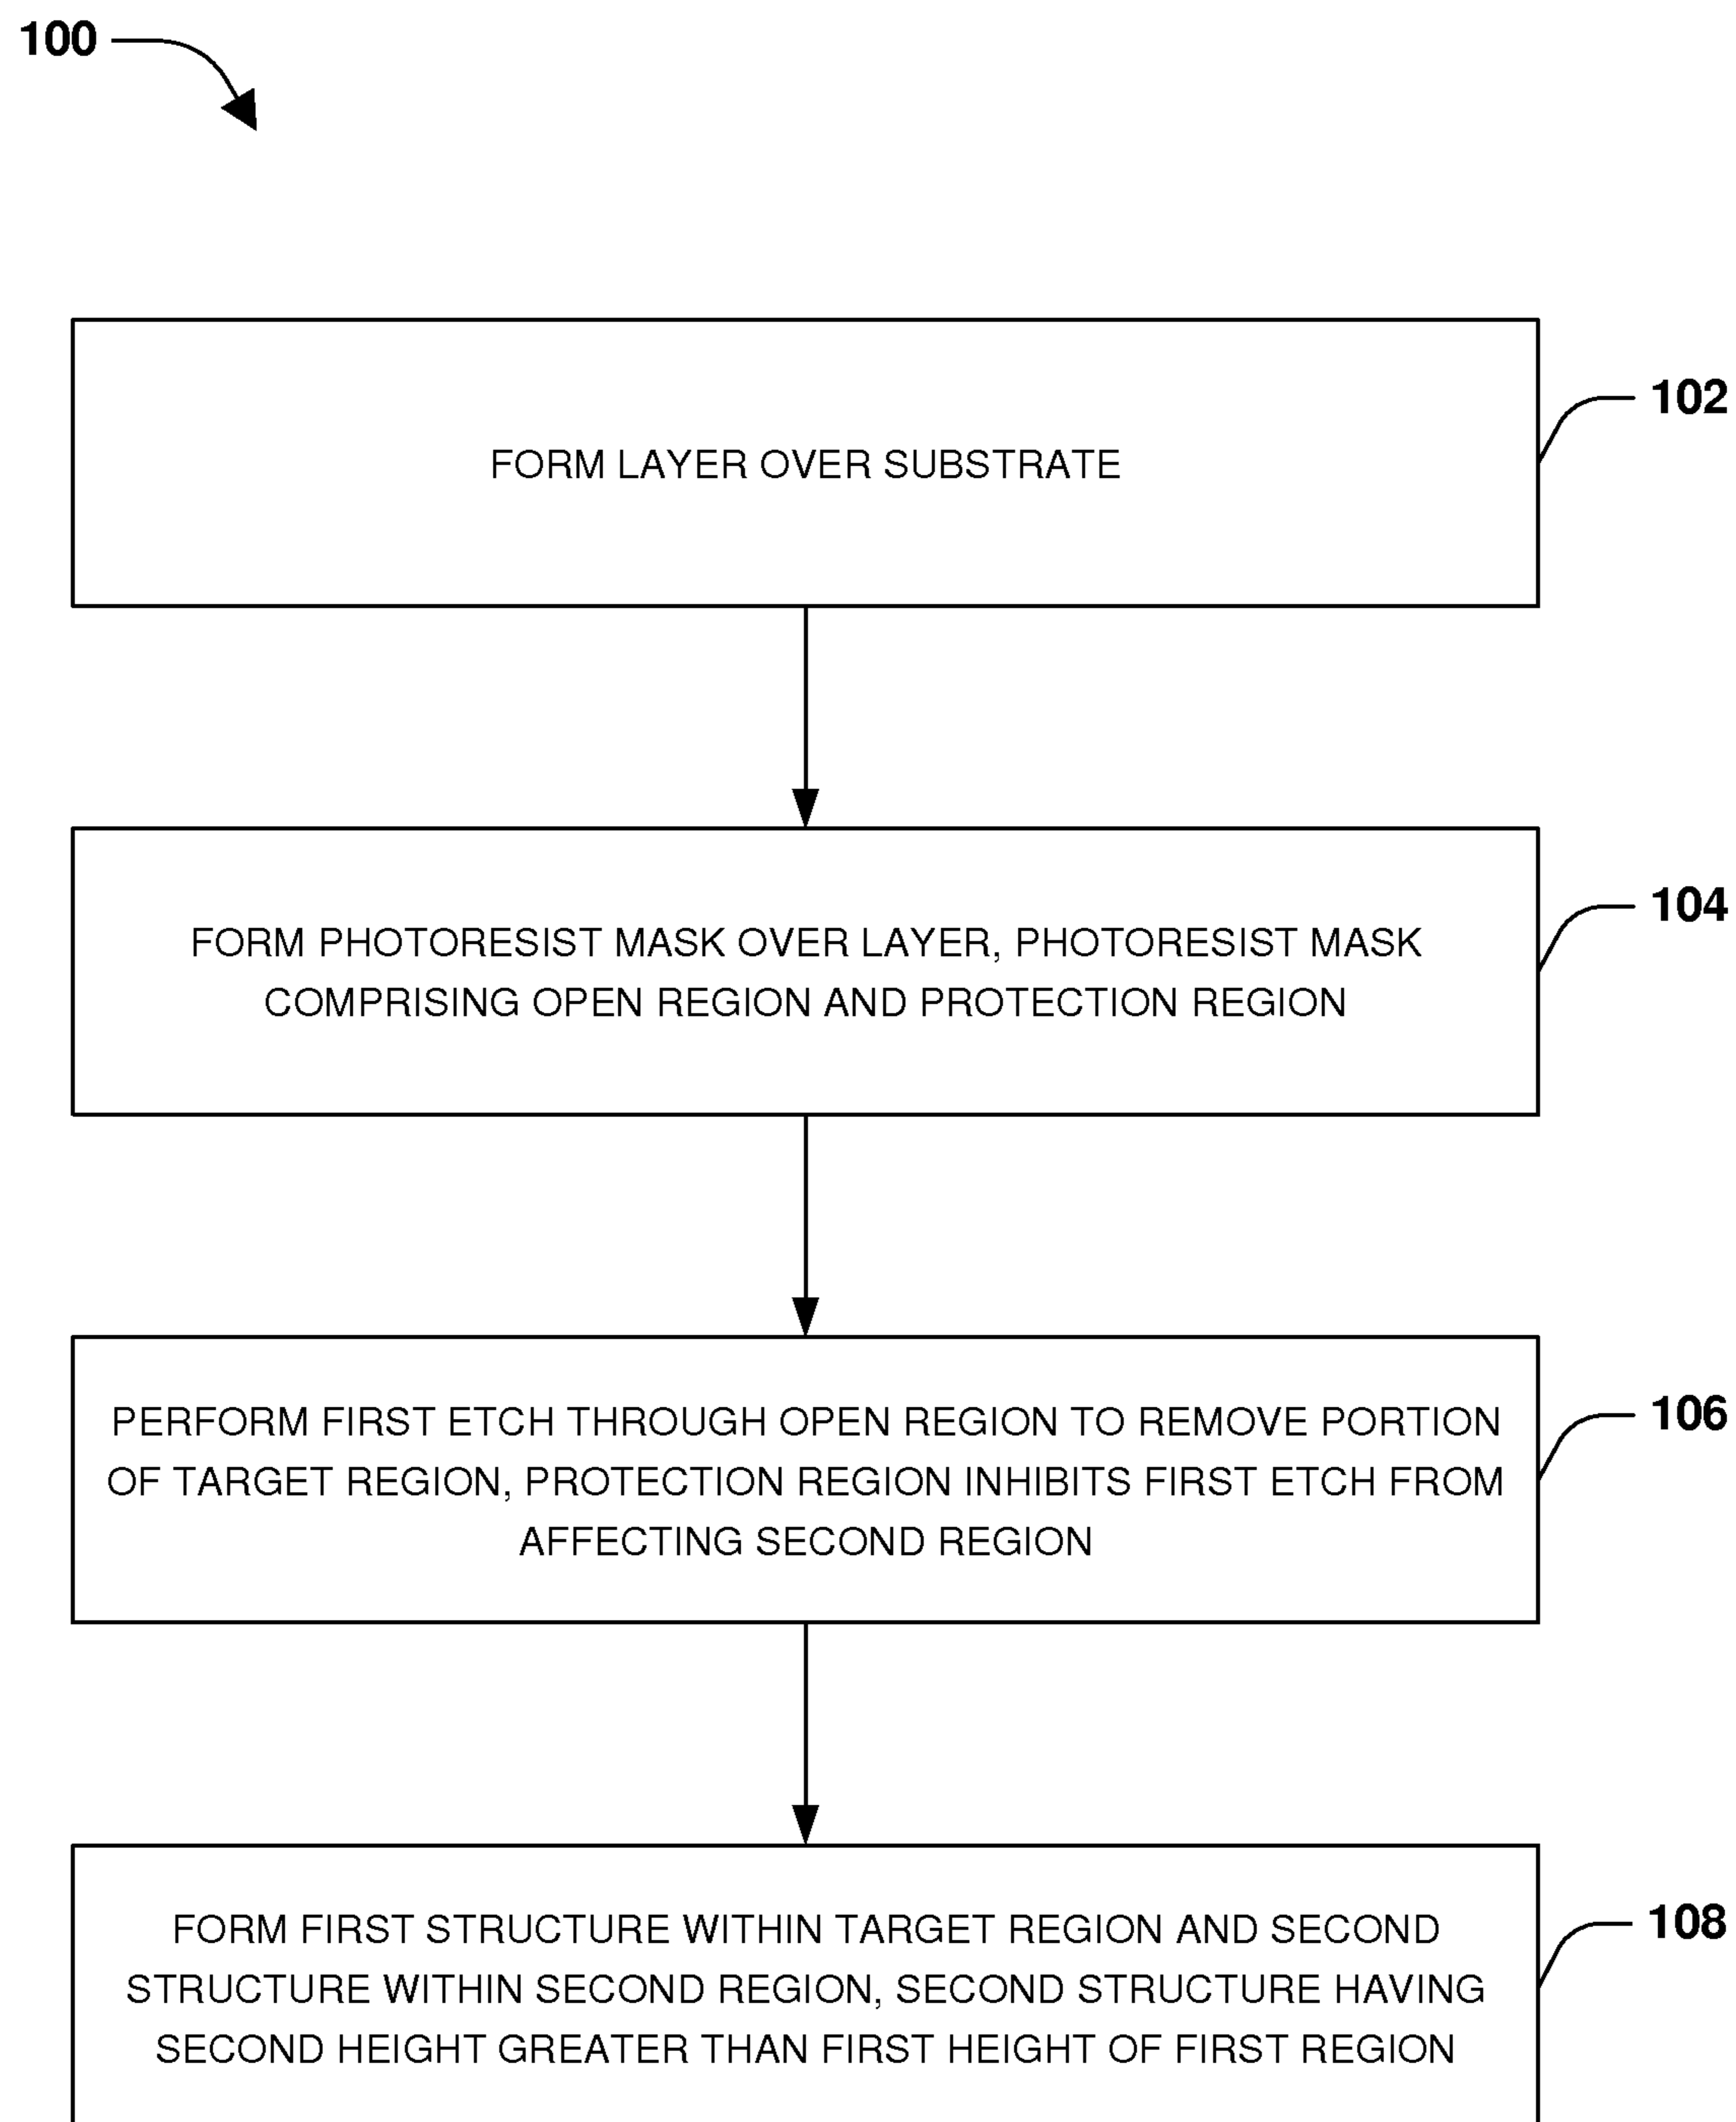 100
FORM LAYER OVER SUBSTRATE
102
FORM PHOTORESIST MASK OVER LAYER, PHOTORESIST MASK
COMPRISING OPEN REGION AND PROTECTION REGION
104
PERFORM FIRST ETCH THROUGH OPEN REGION TO REMOVE PORTION
OF TARGET REGION, PROTECTION REGION INHIBITS FIRST ETCH FROM
AFFECTING SECOND REGION
106
FORM FIRST STRUCTURE WITHIN TARGET REGION AND SECOND
STRUCTURE WITHIN SECOND REGION, SECOND STRUCTURE HAVING
SECOND HEIGHT GREATER THAN FIRST HEIGHT OF FIRST REGION
108